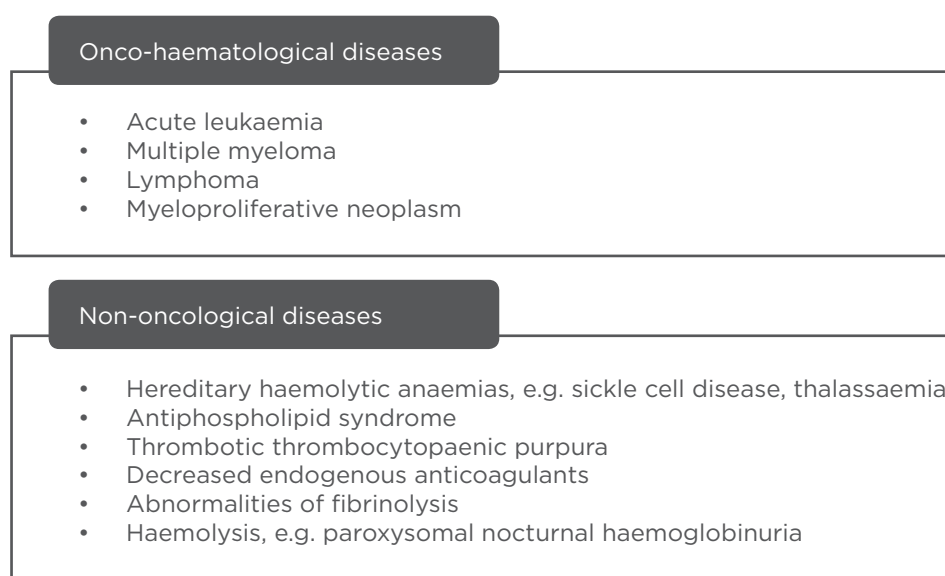 Onco-haematological diseases
• Acute leukaemia
• Multiple myeloma
• Lymphoma
• Myeloproliferative neoplasm
Non-oncological diseases
• Hereditary haemolytic anaemias, e.g. sickle cell disease, thalassaemia
• Antiphospholipid syndrome
• Thrombotic thrombocytopaenic purpura
• Decreased endogenous anticoagulants
• Abnormalities of fibrinolysis
• Haemolysis, e.g. paroxysomal nocturnal haemoglobinuria